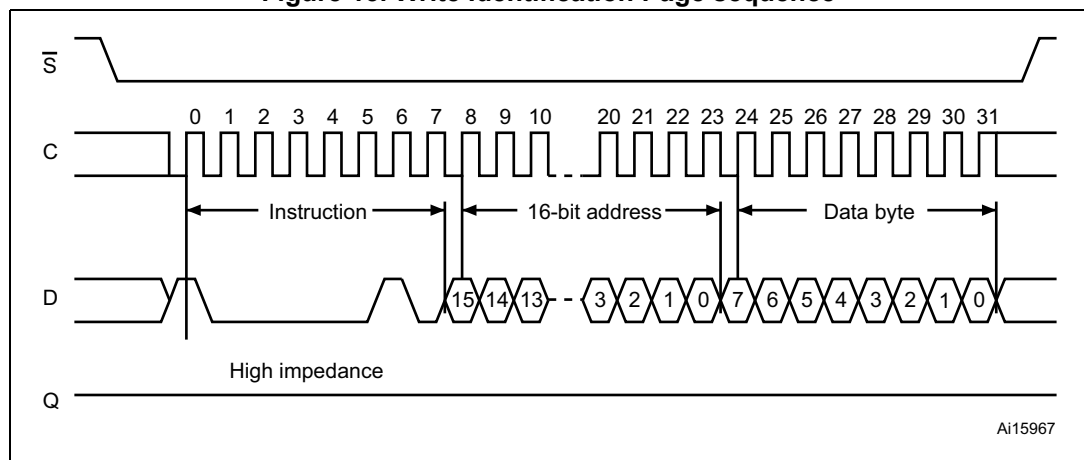 Figure Write Identification Page sequence
S̅
0 1 2 3 4 5 6 7 8 9 10 20 21 22 23 24 25 26 27 28 29 30 31
C
Instruction 16-bit address Data byte
D 15 14 13 3 2 1 0 7 6 5 4 3 2 1 0
High impedance
Q
Ai15967